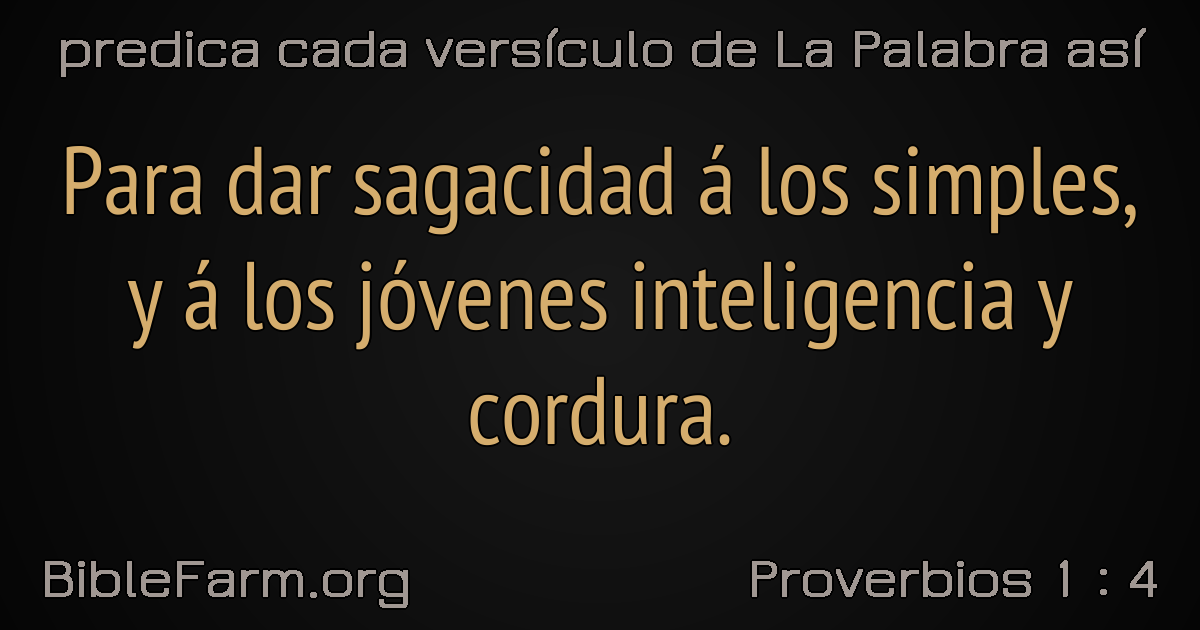 predica cada versículo de La Palabra así
Para dar sagacidad á los simples,
y á los jóvenes inteligencia y
cordura.
BibleFarm.org
Proverbios 1 : 4